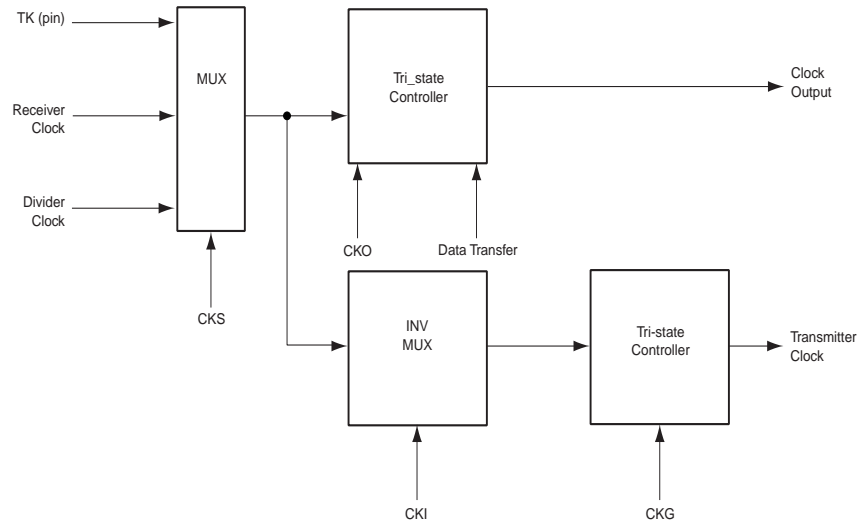 TK (pin)
MUX
Tri_state
Controller
Clock
Output
Receiver
Clock
Divider
Clock
CKO
Data Transfer
CKS
INV
MUX
Tri-state
Controller
Transmitter
Clock
CKI
CKG